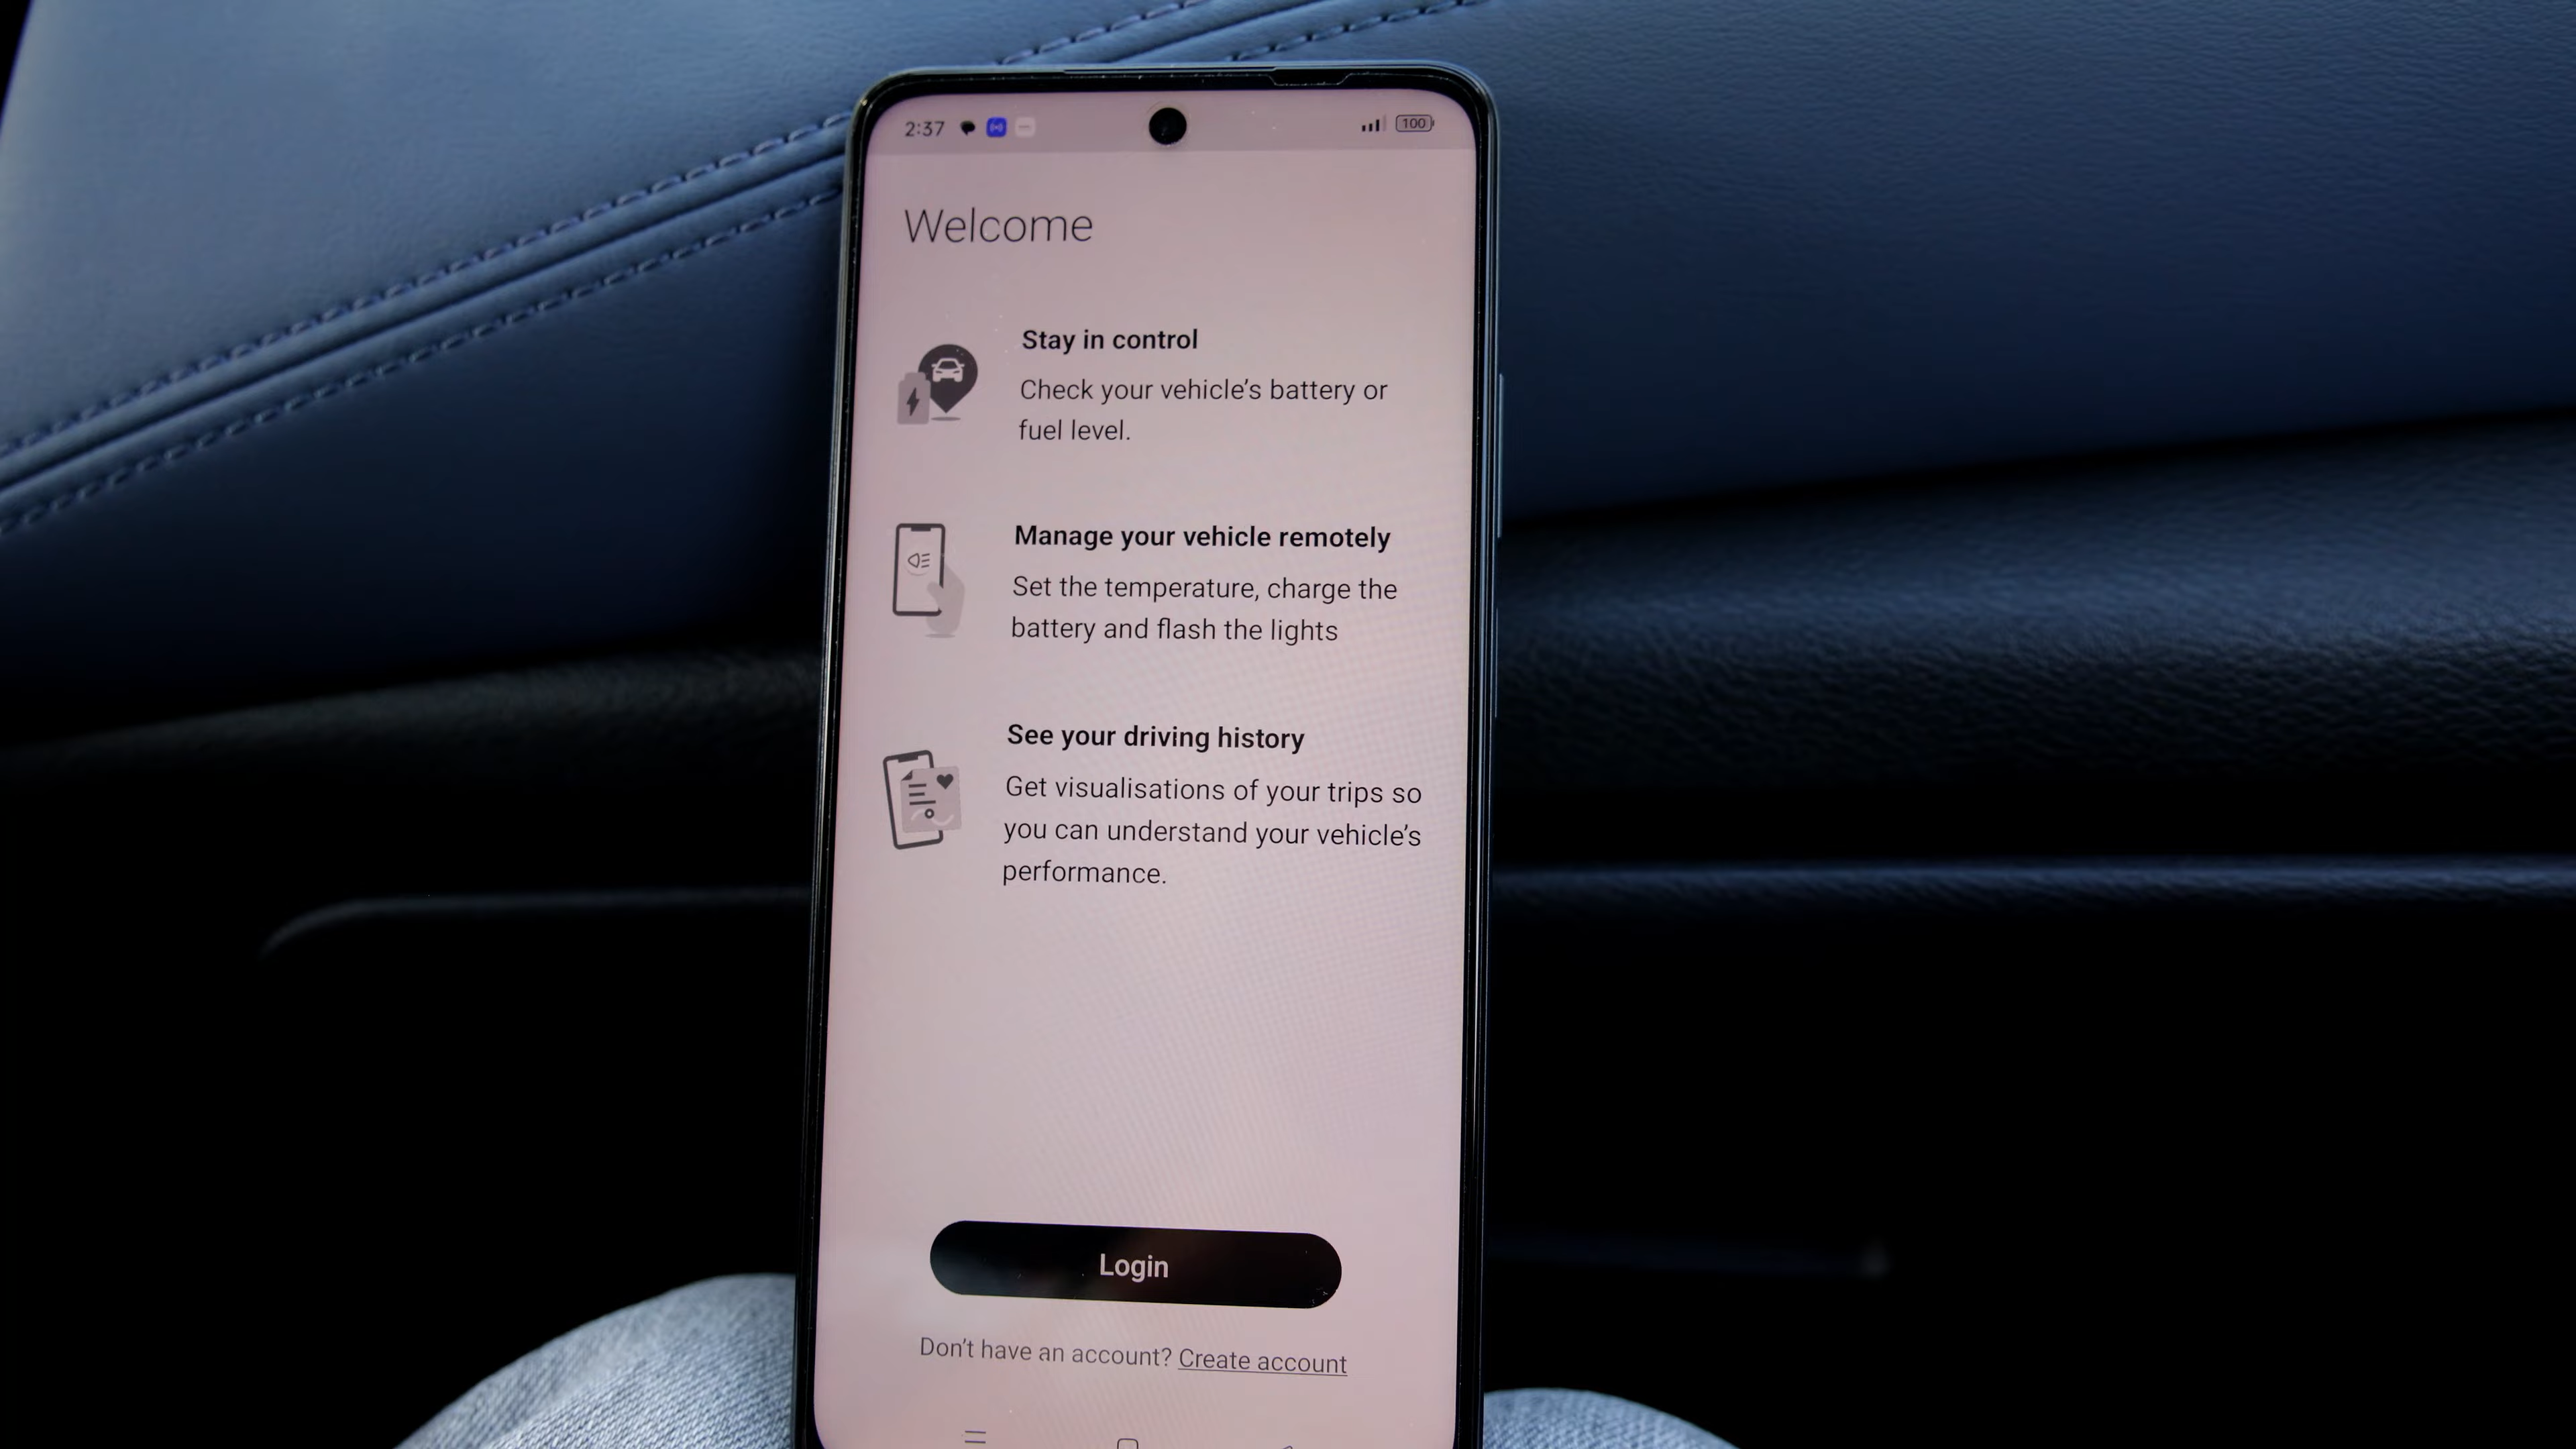 2:37
100
Welcome
Stay in control
Check your vehicle’s battery or
fuel level.
Manage your vehicle remotely
Set the temperature, charge the
battery and flash the lights
See your driving history
Get visualisations of your trips so
you can understand your vehicle’s
performance.
Login
Don’t have an account? Create account